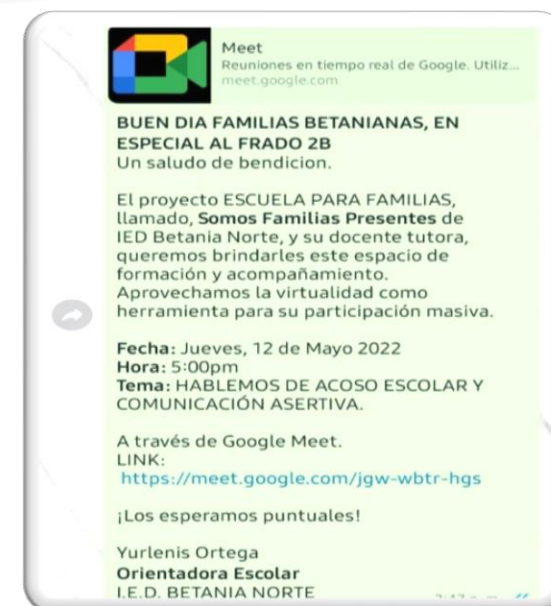 Meet
Reuniones en tiempo real de Google. Utiliz...
meet.google.com
BUEN DIA FAMILIAS BETANIANAS, EN
ESPECIAL AL FRADO 2B
Un saludo de bendicion.
El proyecto ESCUELA PARA FAMILIAS,
llamado, Somos Familias Presentes de
IED Betania Norte, y su docente tutora,
queremos brindarles este espacio de
formación y acompañamiento.
Aprovechamos la virtualidad como
herramienta para su participación masiva.
Fecha: Jueves, 12 de Mayo 2022
Hora: 5:00pm
Tema: HABLEMOS DE ACOSO ESCOLAR Y
COMUNICACIÓN ASERTIVA.
A través de Google Meet.
LINK:
https://meet.google.com/jgw-wbtr-hgs
¡Los esperamos puntuales!
Yurlenis Ortega
Orientadora Escolar
I.E.D. BETANIA NORTE